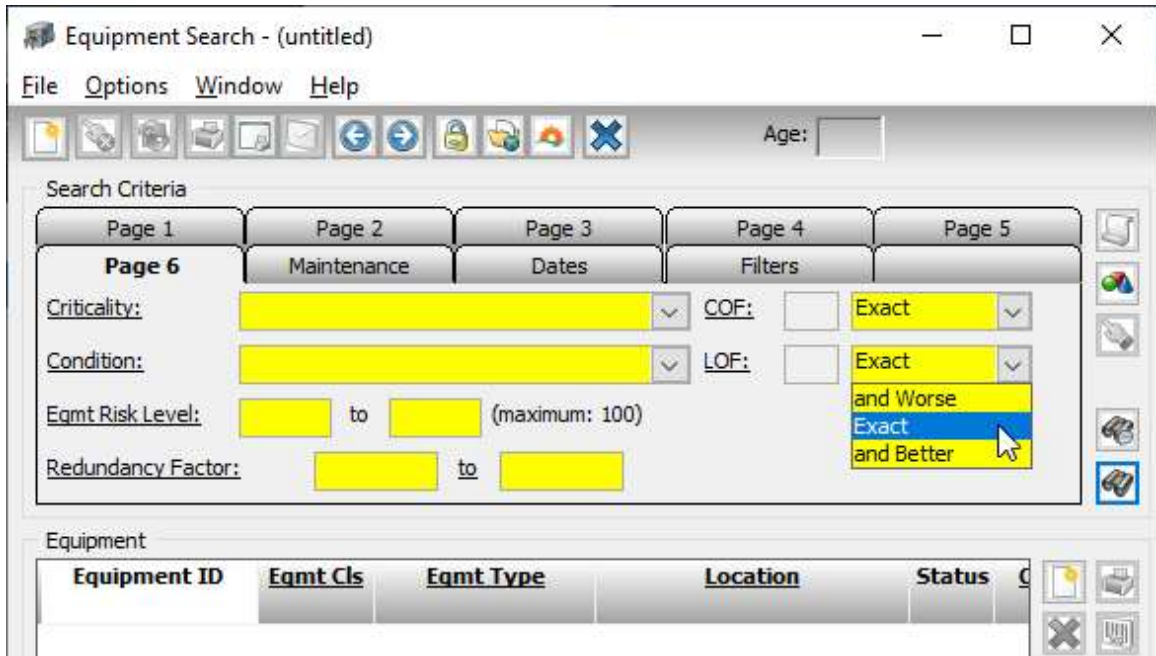 Equipment Search - (untitled)
File Options Window Help
Age:
Search Criteria
Page 1 Page 2 Page 3 Page 4 Page 5
Page 6 Maintenance Dates Filters
Criticality: COF: Exact
Condition: LOF: Exact
and Worse
Eqmt Risk Level: to (maximum: 100)
Exact
and Better
Redundancy Factor: to
Equipment
Equipment ID Eqmt Cls Eqmt Type Location Status